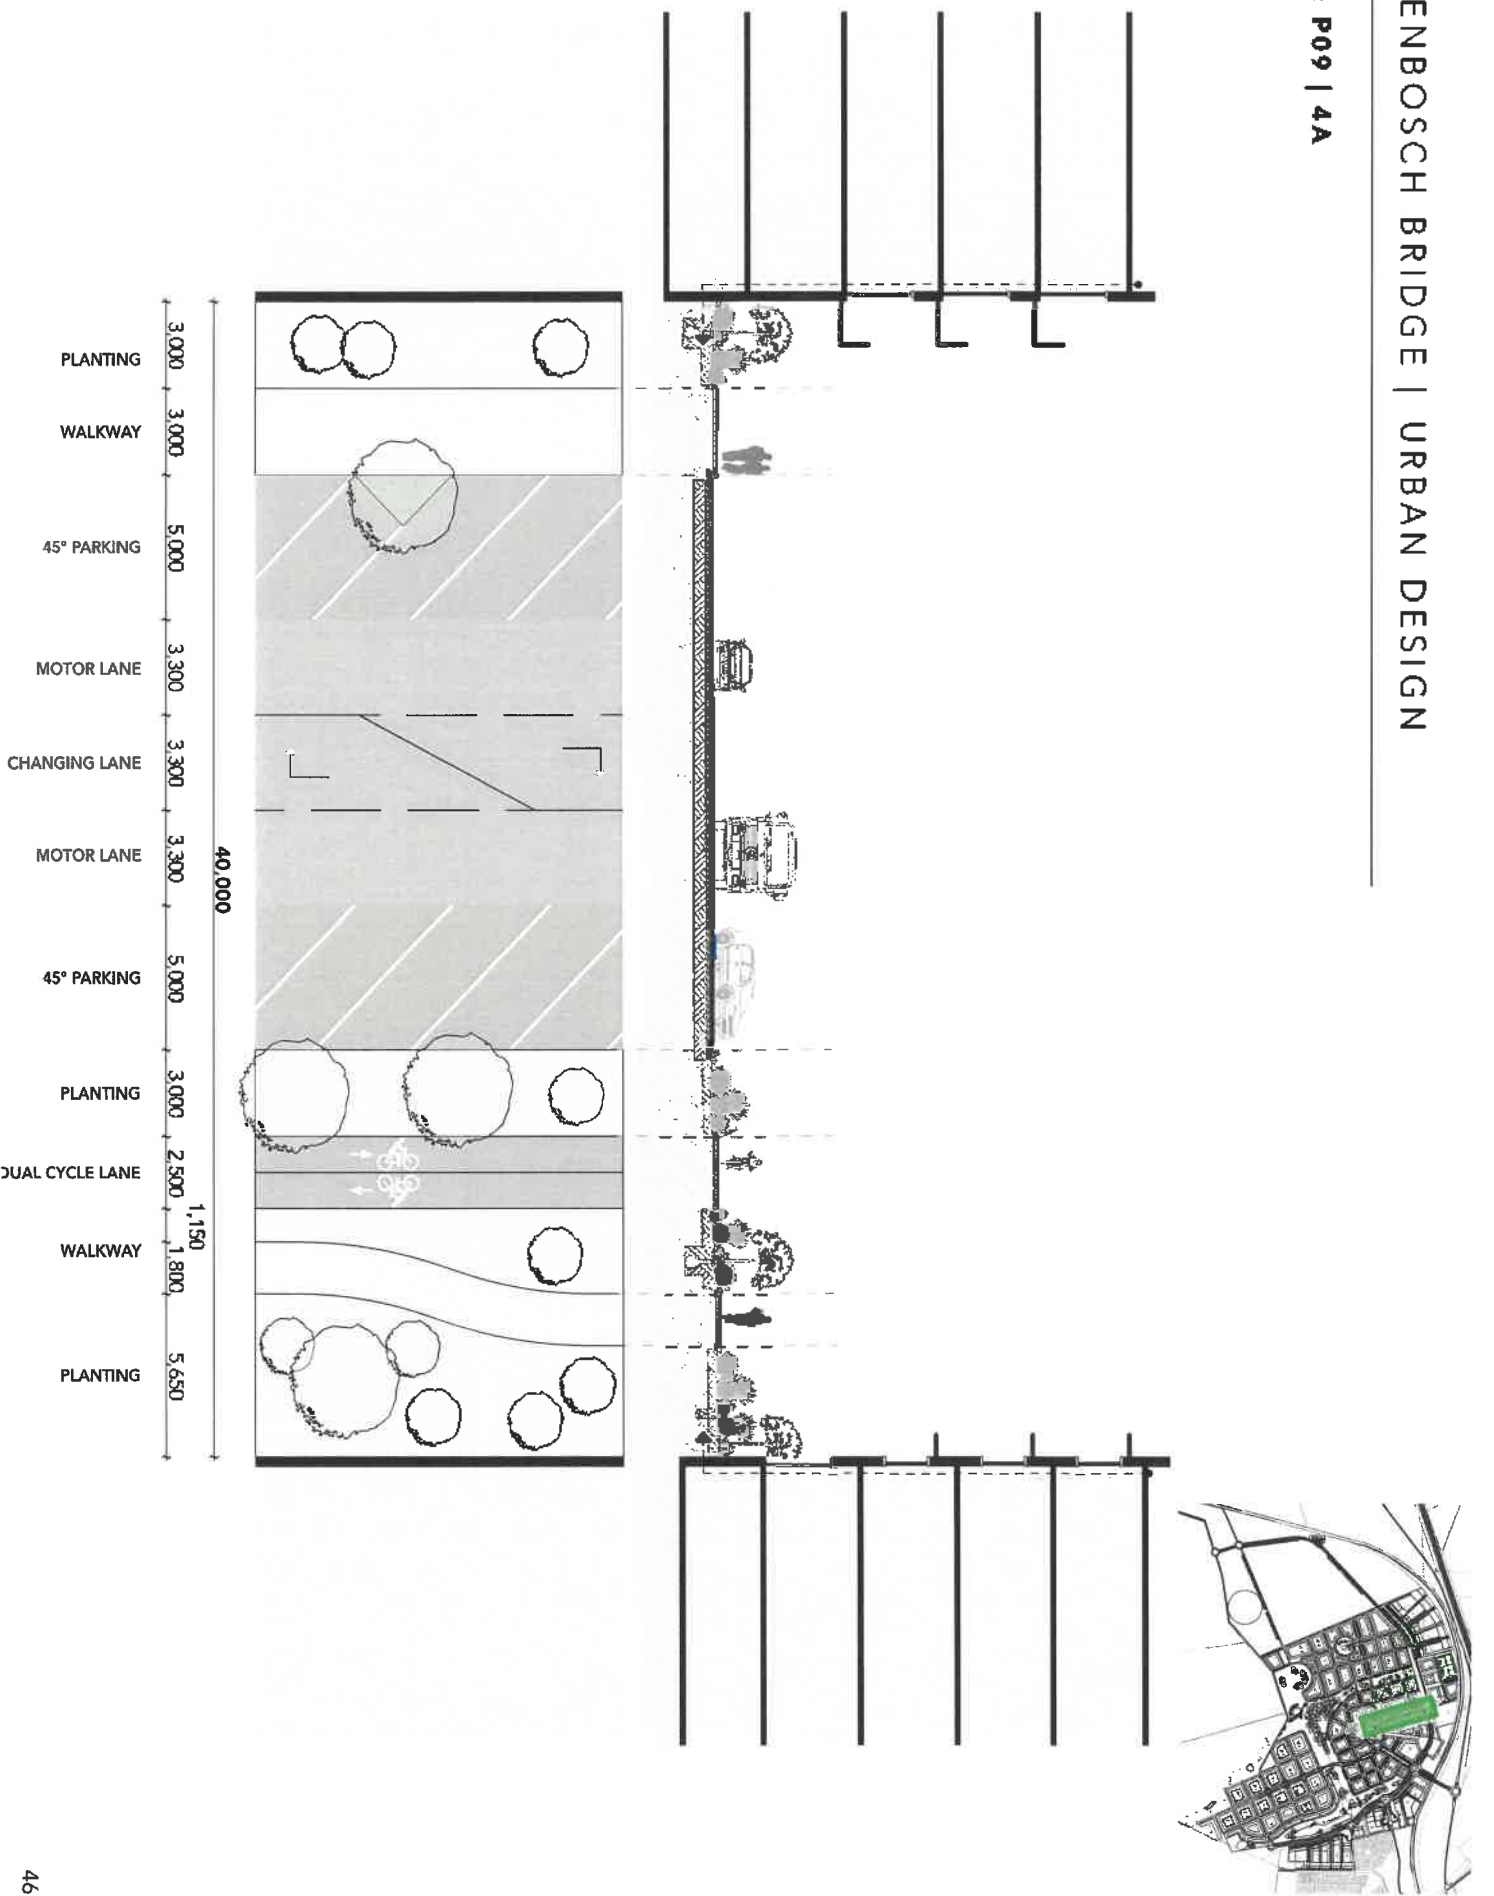 ENBOSCH BRIDGE | URBAN DESIGN
: P09 | 4A
PLANTING
3,000
WALKWAY
3,000
45° PARKING
5,000
MOTOR LANE
3,300
CHANGING LANE
3,300
MOTOR LANE
3,300
40,000
45° PARKING
5,000
PLANTING
3,000
DUAL CYCLE LANE
2,500
1,150
WALKWAY
1,800
PLANTING
5,650
46